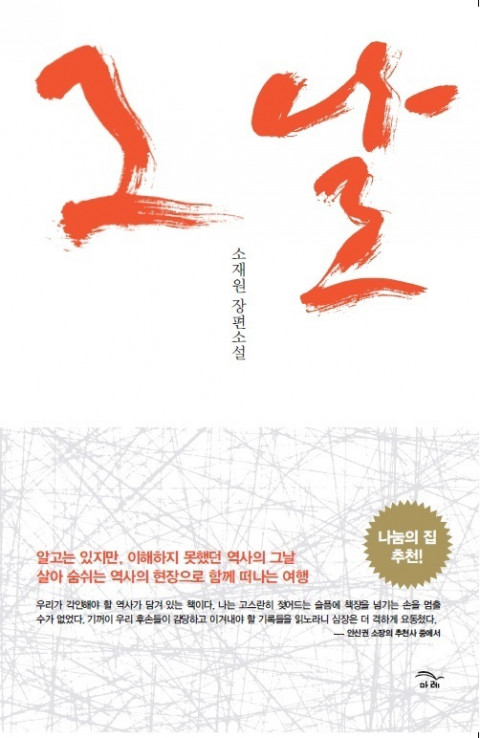 그날
소재원 장편소설
나눔의 집
추천!
알고는 있지만, 이해하지 못했던 역사의 그날
살아 숨쉬는 역사의 현장으로 함께 떠나는 여행
우리가 각인해야 할 역사가 담겨 있는 책이다. 나는 고스란히 젖어드는 슬픔에 책장을 넘기는 손을 멈출
수가 없었다. 기꺼이 우리 후손들이 감당하고 이겨내야 할 기록들을 읽노라니 심장은 더 격하게 요동쳤다.
— 안신권 소장의 추천사 중에서
마레